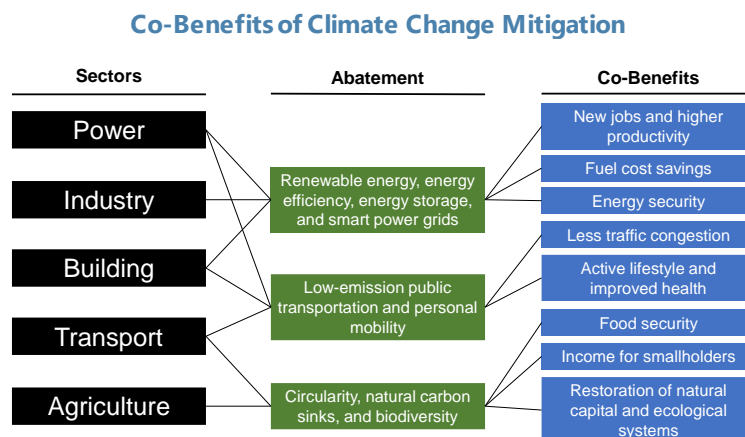 Co-Benefits of Climate Change Mitigation
Sectors
Abatement
Co-Benefits
Power
Industry
Building
Transport
Agriculture
Renewable energy, energy
efficiency, energy storage,
and smart power grids
Low-emission public
transportation and personal
mobility
Circularity, natural carbon
sinks, and biodiversity
New jobs and higher
productivity
Fuel cost savings
Energy security
Less traffic congestion
Active lifestyle and
improved health
Food security
Income for smallholders
Restoration of natural
capital and ecological
systems